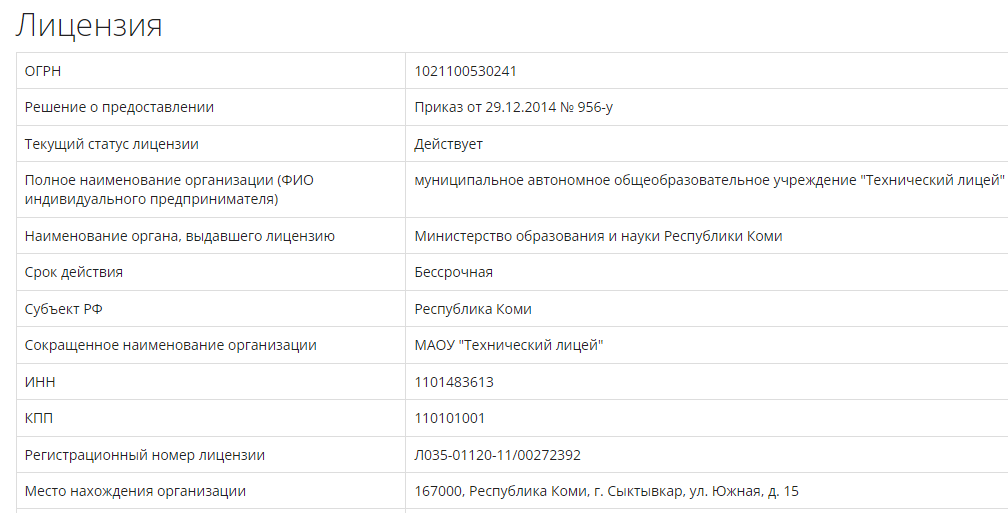 Лицензия
ОГРН 1021100530241
Решение о предоставлении Приказ от 29.12.2014 № 956-у
Текущий статус лицензии Действует
Полное наименование организации (ФИО муниципальное автономное общеобразовательное учреждение "Технический лицей"
индивидуального предпринимателя)
Наименование органа, выдавшего лицензию Министерство образования и науки Республики Коми
Срок действия Бессрочная
Субъект РФ Республика Коми
Сокращенное наименование организации МАОУ "Технический лицей"
ИНН 1101483613
КПП 110101001
Регистрационный номер лицензии Л035-01120-11/00272392
Место нахождения организации 167000, Республика Коми, г. Сыктывкар, ул. Южная, д. 15